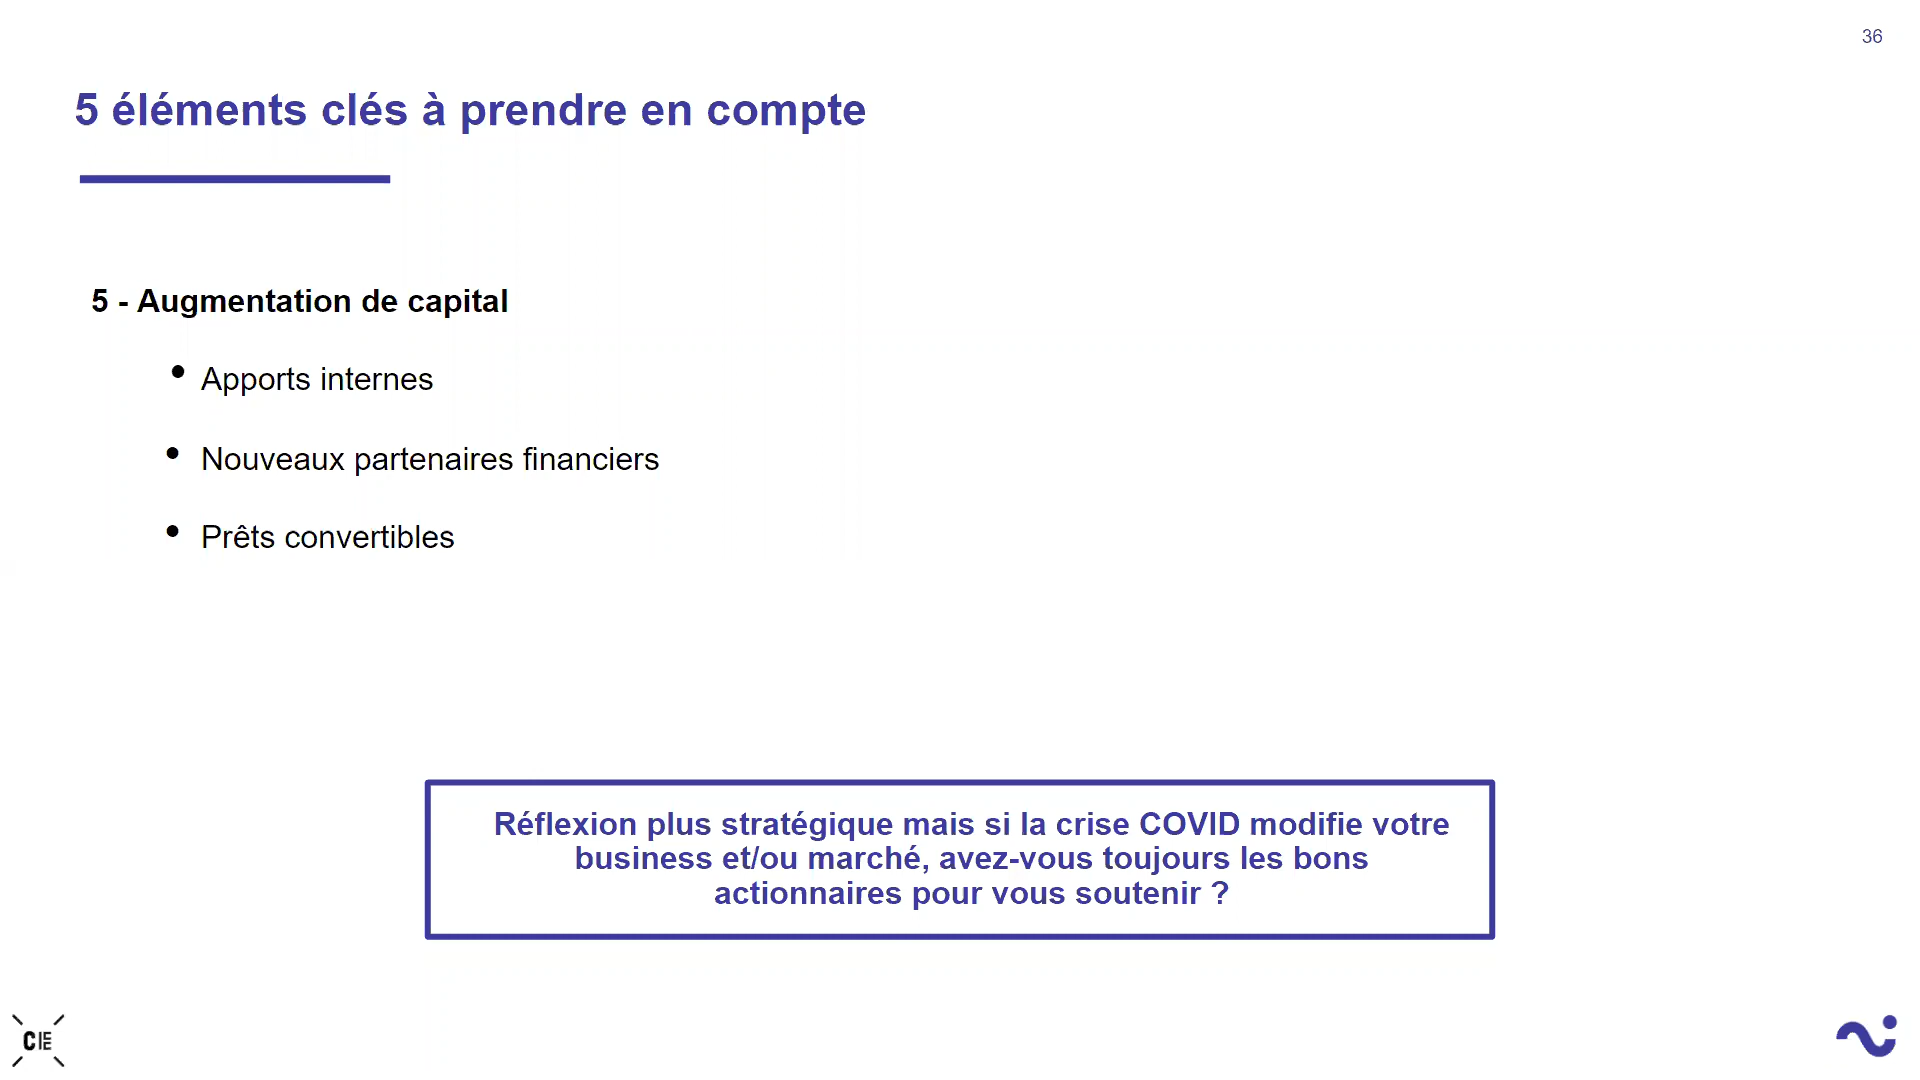 36
5 éléments clés à prendre en compte
5 - Augmentation de capital
• Apports internes
• Nouveaux partenaires financiers
• Prêts convertibles
Réflexion plus stratégique mais si la crise COVID modifie votre
business et/ou marché, avez-vous toujours les bons
actionnaires pour vous soutenir ?